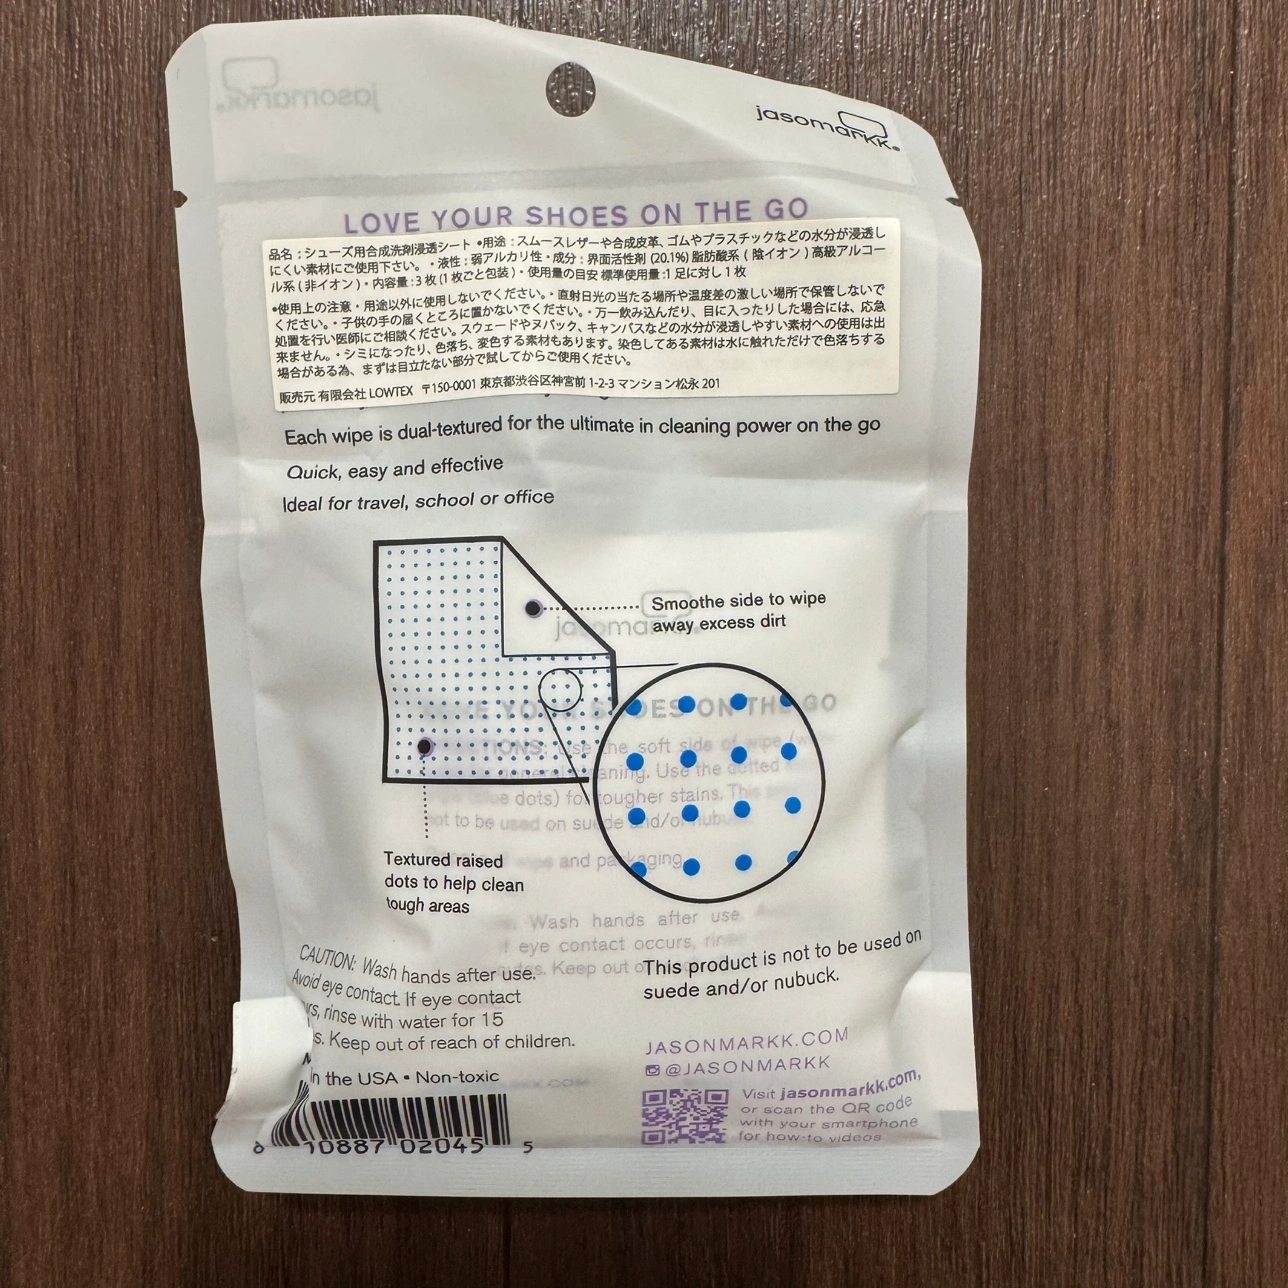 jasonmarkk®
LOVE YOUR SHOES ON THE GO
品名：シューズ用合成洗剤浸透シート •用途：スムースレザーや合成皮革、ゴムやプラスチックなどの水分が浸透し
にくい素材にご使用下さい。・液性：弱アルカリ性・成分：界面活性剤 (20.1%) 脂肪酸系 ( 陰イオン ) 高級アルコー
ル系 ( 非イオン )・内容量：3 枚 (1 枚ごと包装)・使用量の目安 標準使用量：1 足に対し 1 枚
•使用上の注意・用途以外に使用しないでください。・直射日光の当たる場所や温度差の激しい場所で保管しないで
ください。・子供の手の届くところに置かないでください。・万一飲み込んだり、目に入ったりした場合には、応急
処置を行い医師にご相談ください。スウェードやヌバック、キャンバスなどの水分が浸透しやすい素材への使用は出
来ません。・シミになったり、色落ち、変色する素材もあります。染色してある素材は水に触れただけで色落ちする
場合がある為、まずは目立たない部分で試してからご使用ください。
販売元 有限会社 LOWTEX 〒150-0001 東京都渋谷区神宮前 1-2-3 マンション松永 201
Each wipe is dual-textured for the ultimate in cleaning power on the go
Quick, easy and effective
Ideal for travel, school or office
Smoothe side to wipe
away excess dirt
Textured raised
dots to help clean
tough areas
CAUTION: Wash hands after use.
Avoid eye contact. If eye contact
rinse with water for 15
Keep out of reach of children.
in the USA • Non-toxic
10887 02045 5
This product is not to be used on
suede and/or nubuck.
JASONMARKK.COM
@JASONMARKK
Visit jasonmarkk.com,
or scan the QR code
with your smartphone
for how-to videos